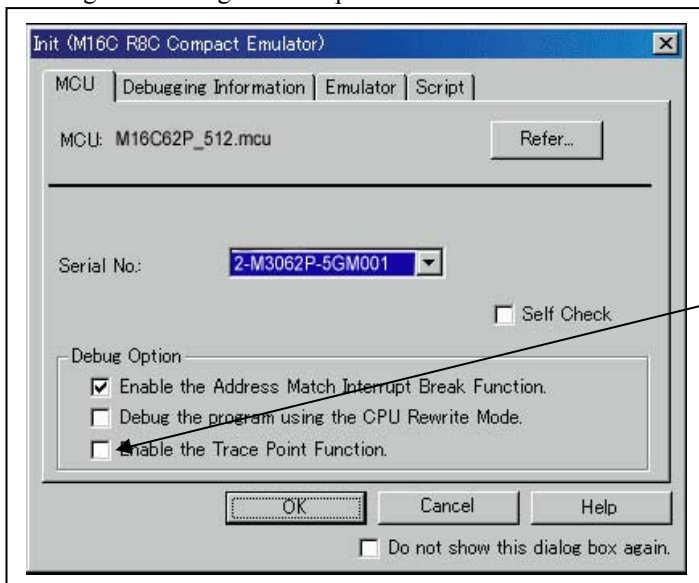 Init (M16C R8C Compact Emulator)
MCU Debugging Information Emulator Script
MCU: M16C62P_512.mcu Refer...
Serial No.: 2-M3062P-5GM001
Self Check
Debug Option
Enable the Address Match Interrupt Break Function.
Debug the program using the CPU Rewrite Mode.
Enable the Trace Point Function.
OK Cancel Help
Do not show this dialog box again.